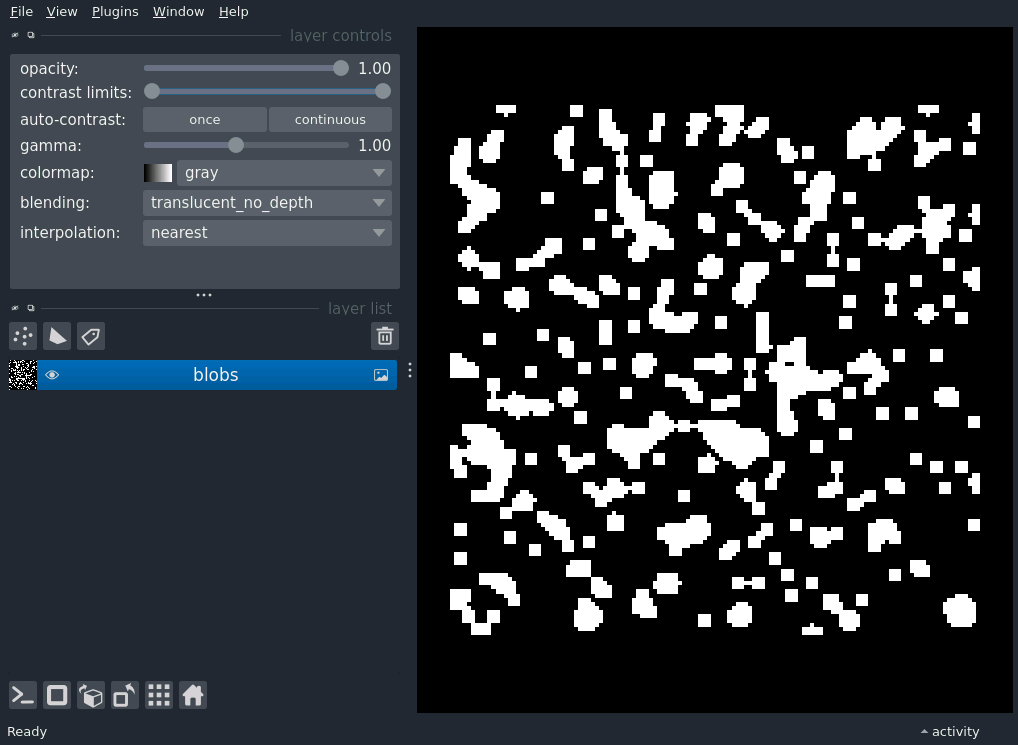 File View Plugins Window Help
layer controls
opacity: 1.00
contrast limits:
auto-contrast: once continuous
gamma: 1.00
colormap: gray
blending: translucent_no_depth
interpolation: nearest
layer list
blobs
Ready
activity